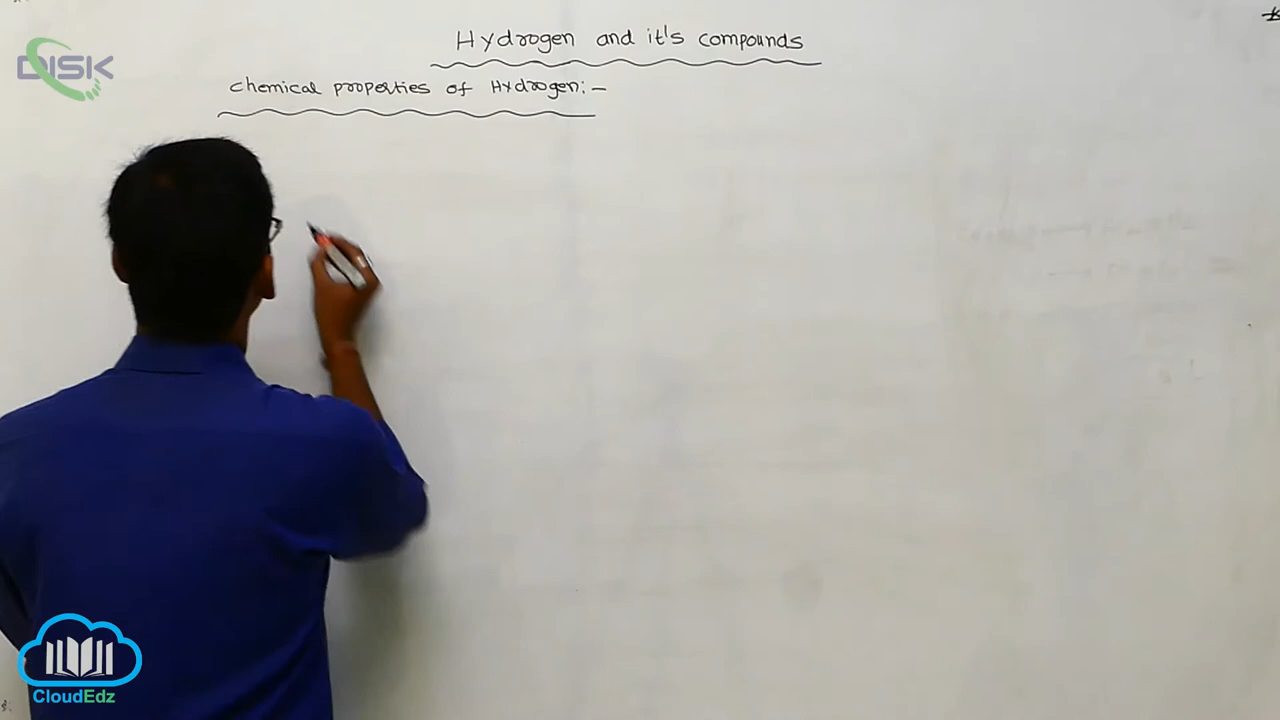 Hydrogen and it's compounds
DISK
chemical properties of Hydrogen:-
CloudEdz